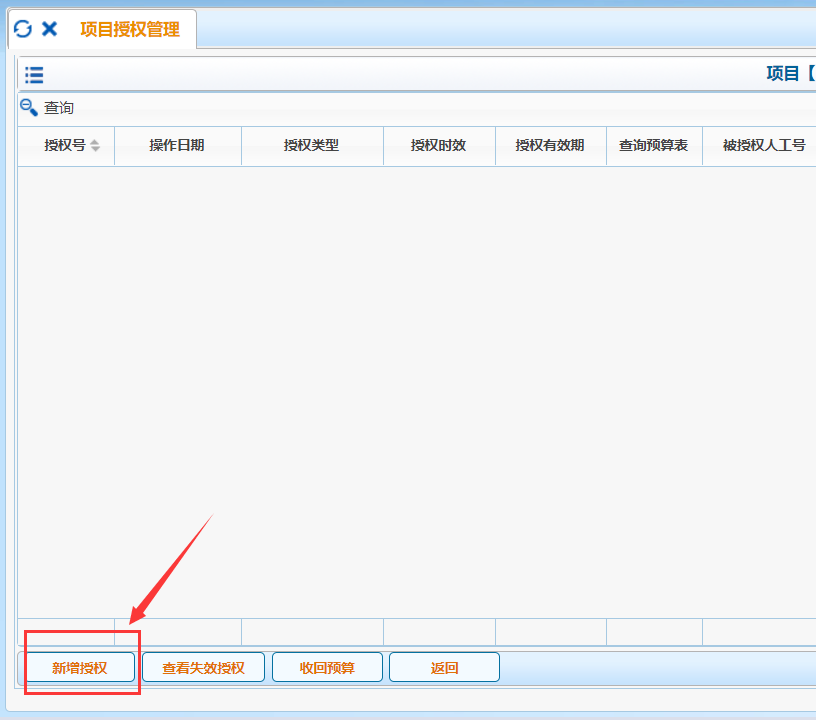 项目授权管理
项目【
查询
授权号 操作日期 授权类型 授权时效 授权有效期 查询预算表 被授权人工号
新增授权 查看失效授权 收回预算 返回